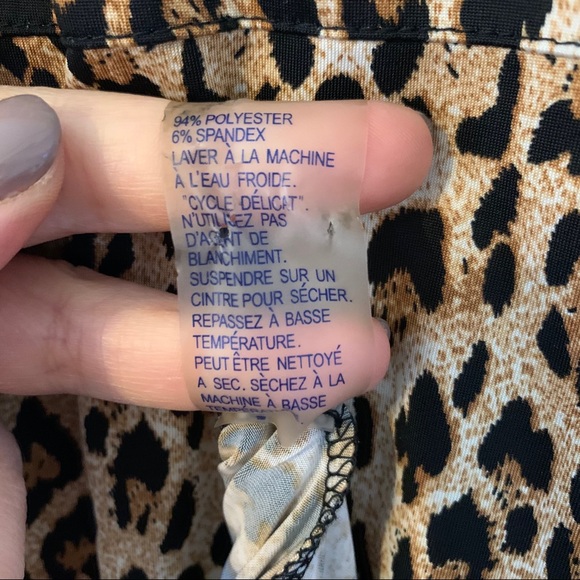 94% POLYESTER
6% SPANDEX
LAVER À LA MACHINE
À L'EAU FROIDE.
"CYCLE DÉLICAT".
N'UTILISEZ PAS
D'AGENT DE
BLANCHIMENT.
SUSPENDRE SUR UN
CINTRE POUR SÉCHER.
REPASSEZ À BASSE
TEMPÉRATURE.
PEUT ÊTRE NETTOYÉ
A SEC. SÈCHEZ À LA
MACHINE À BASSE
TEMPÉRATURE